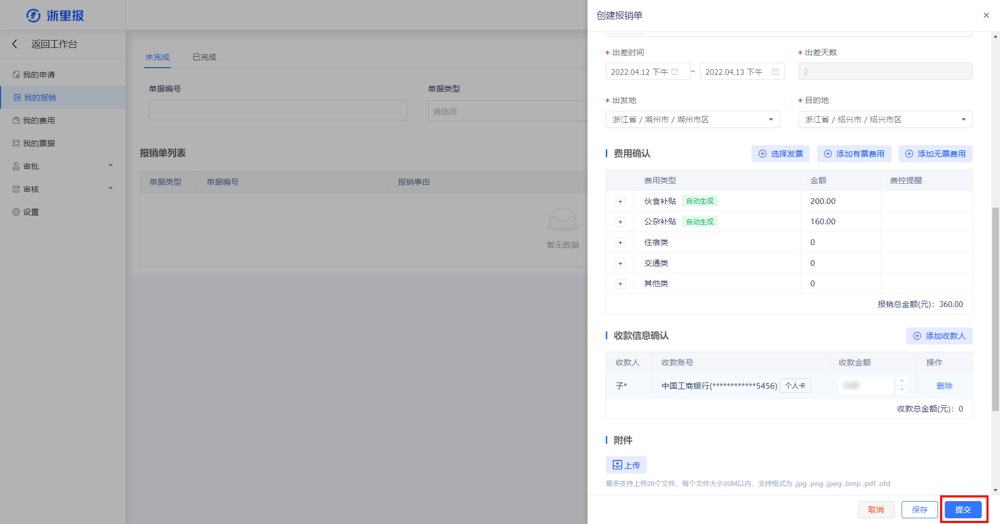 浙里报
返回工作台
我的申请
我的报销
我的费用
我的票据
审批
审核
设置
未完成
已完成
单据编号
单据类型
请选择
报销单列表
单据类型
单据编号
报销事由
暂无数据
创建报销单
* 出差时间
* 出差天数
2022.04.12 下午
~
2022.04.13 下午
2
* 出发地
* 目的地
浙江省 / 湖州市 / 湖州市区
浙江省 / 绍兴市 / 绍兴市区
费用确认
选择发票
添加有票费用
添加无票费用
费用类型
金额
费控提醒
伙食补贴 自动生成
200.00
公杂补贴 自动生成
160.00
住宿类
0
交通类
0
其他类
0
报销总金额(元)：360.00
收款信息确认
添加收款人
收款人
收款账号
收款金额
操作
子*
中国工商银行(************5456) 个人卡
删除
收款总金额(元)：0
附件
上传
最多支持上传20个文件，每个文件大小20M以内，支持格式为 .jpg .png .jpeg .bmp .pdf .ofd
取消
保存
提交